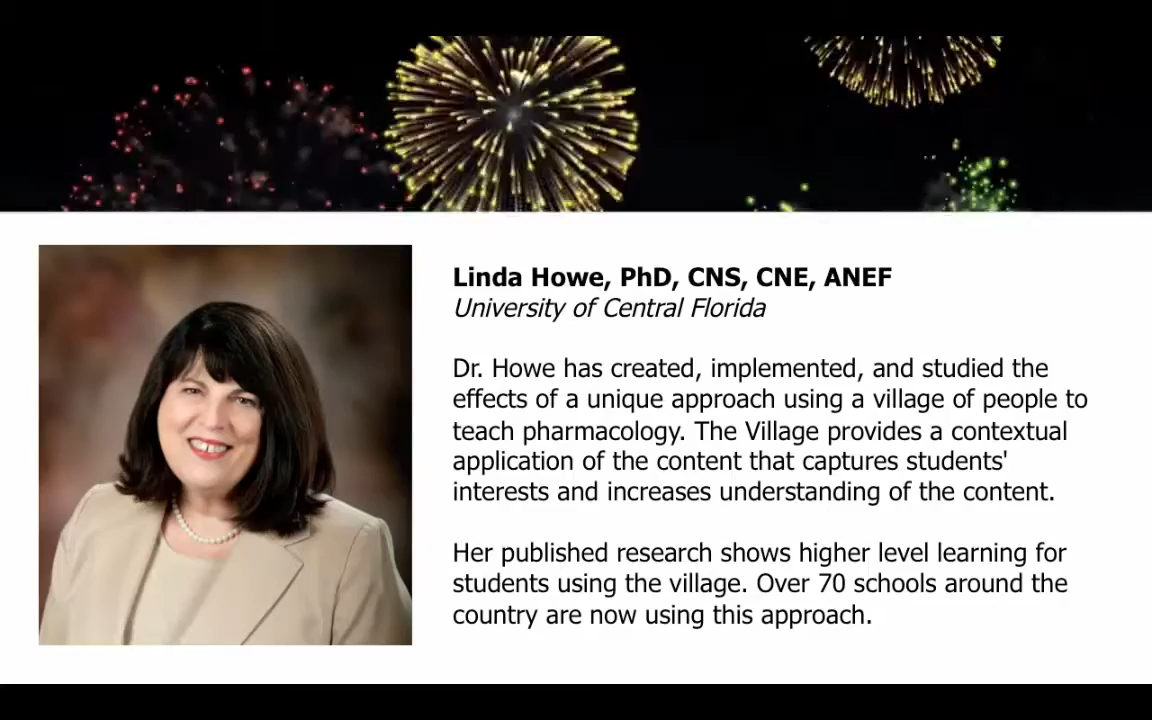 Linda Howe, PhD, CNS, CNE, ANEF
University of Central Florida
Dr. Howe has created, implemented, and studied the
effects of a unique approach using a village of people to
teach pharmacology. The Village provides a contextual
application of the content that captures students'
interests and increases understanding of the content.
Her published research shows higher level learning for
students using the village. Over 70 schools around the
country are now using this approach.